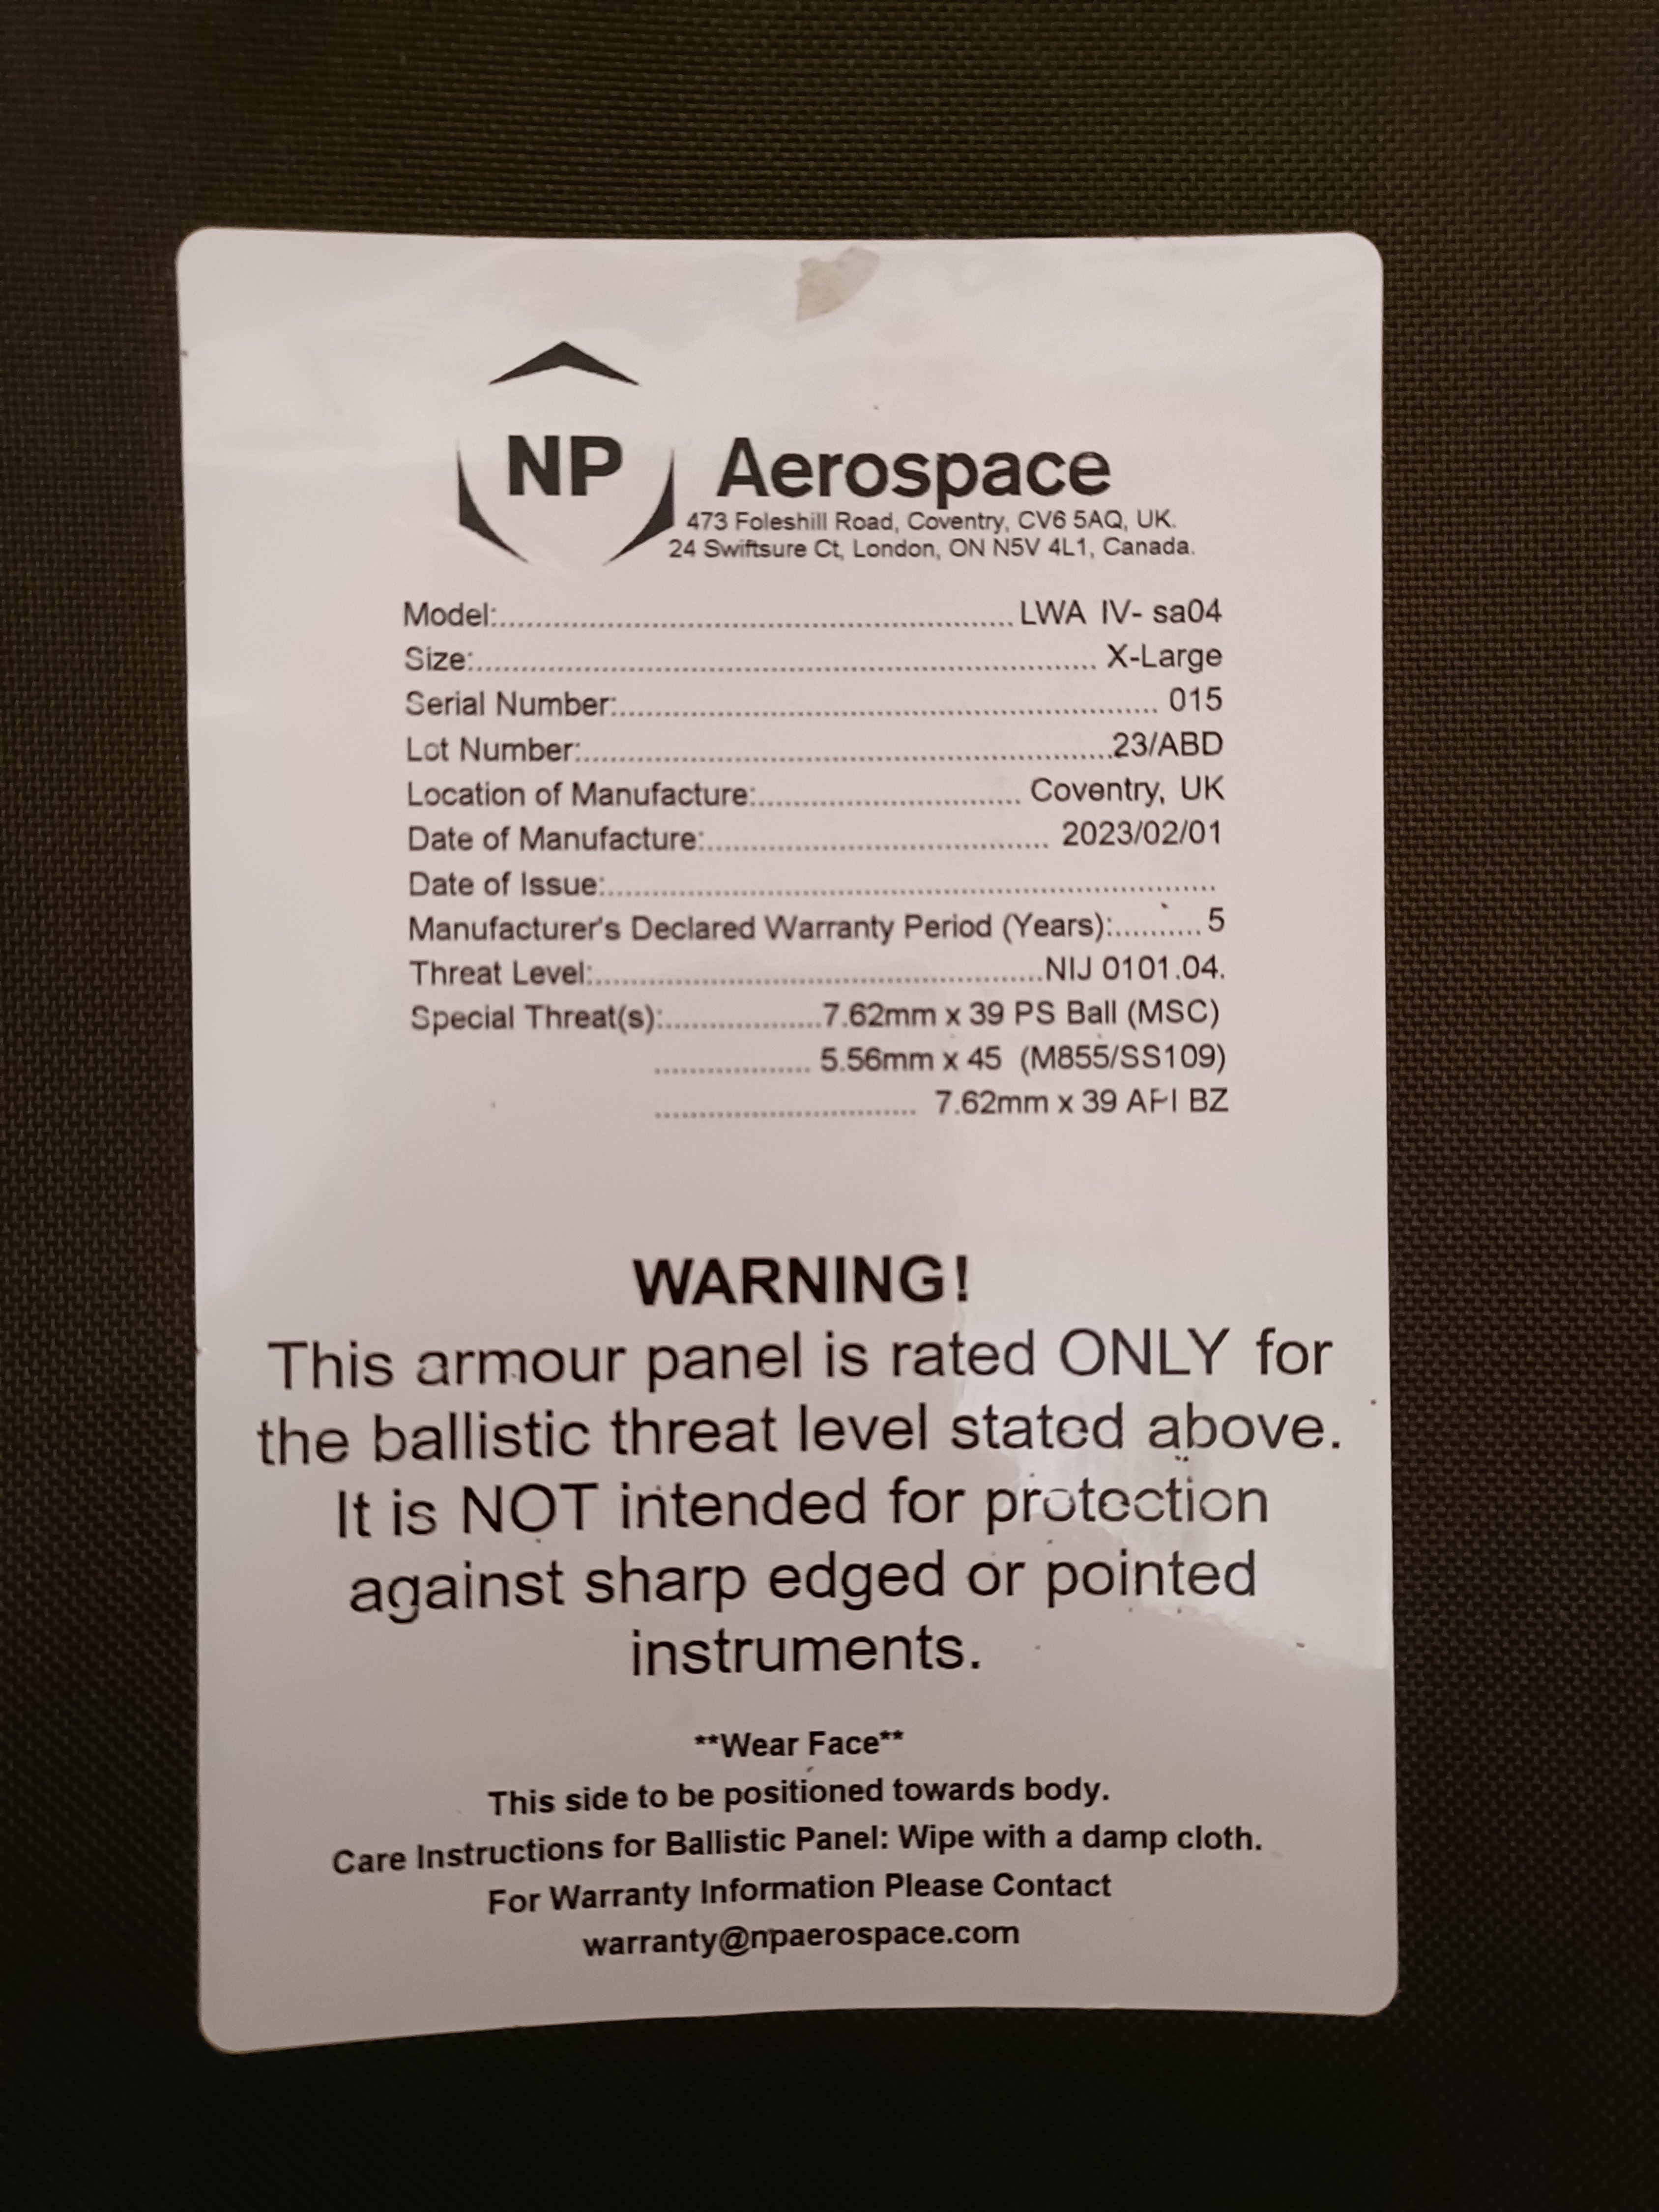 NP Aerospace
473 Foleshill Road, Coventry, CV6 5AQ, UK.
24 Swiftsure Ct, London, ON N5V 4L1, Canada.
Model:..........LWA IV- sa04
Size:..........X-Large
Serial Number:..........015
Lot Number:..........23/ABD
Location of Manufacture:..........Coventry, UK
Date of Manufacture:..........2023/02/01
Date of Issue:..........
Manufacturer's Declared Warranty Period (Years):..........5
Threat Level:..........NIJ 0101.04.
Special Threat(s):..........7.62mm x 39 PS Ball (MSC)
..........5.56mm x 45 (M855/SS109)
..........7.62mm x 39 API BZ
WARNING!
This armour panel is rated ONLY for
the ballistic threat level stated above.
It is NOT intended for protection
against sharp edged or pointed
instruments.
**Wear Face**
This side to be positioned towards body.
Care Instructions for Ballistic Panel: Wipe with a damp cloth.
For Warranty Information Please Contact
warranty@npaerospace.com